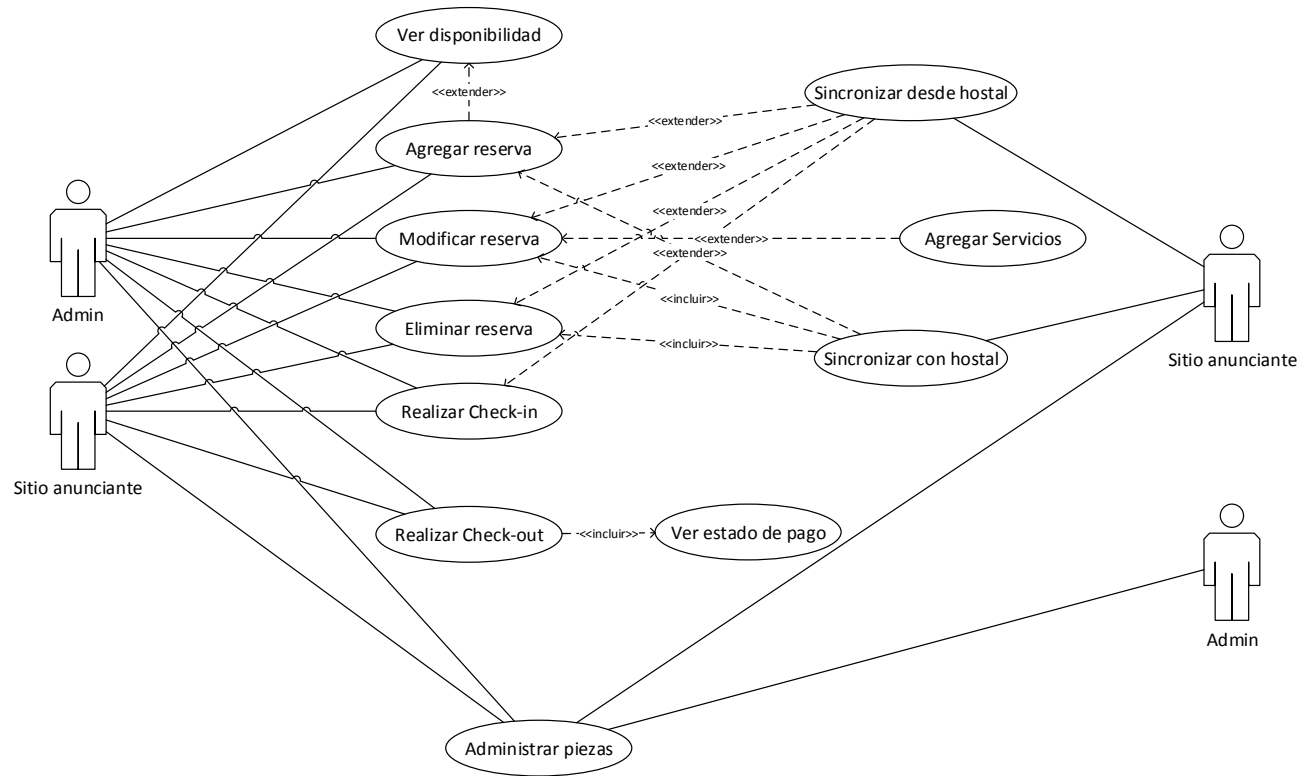 Ver disponibilidad
<<extender>>
Sincronizar desde hostal
<<extender>>
Agregar reserva
<<extender>>
<<extender>>
Modificar reserva
<<extender>>
Agregar Servicios
<<extender>>
Admin
<<incluir>>
Eliminar reserva
<<incluir>>
Sincronizar con hostal
Sitio anunciante
Realizar Check-in
Sitio anunciante
Realizar Check-out
<<incluir>>
Ver estado de pago
Admin
Administrar piezas